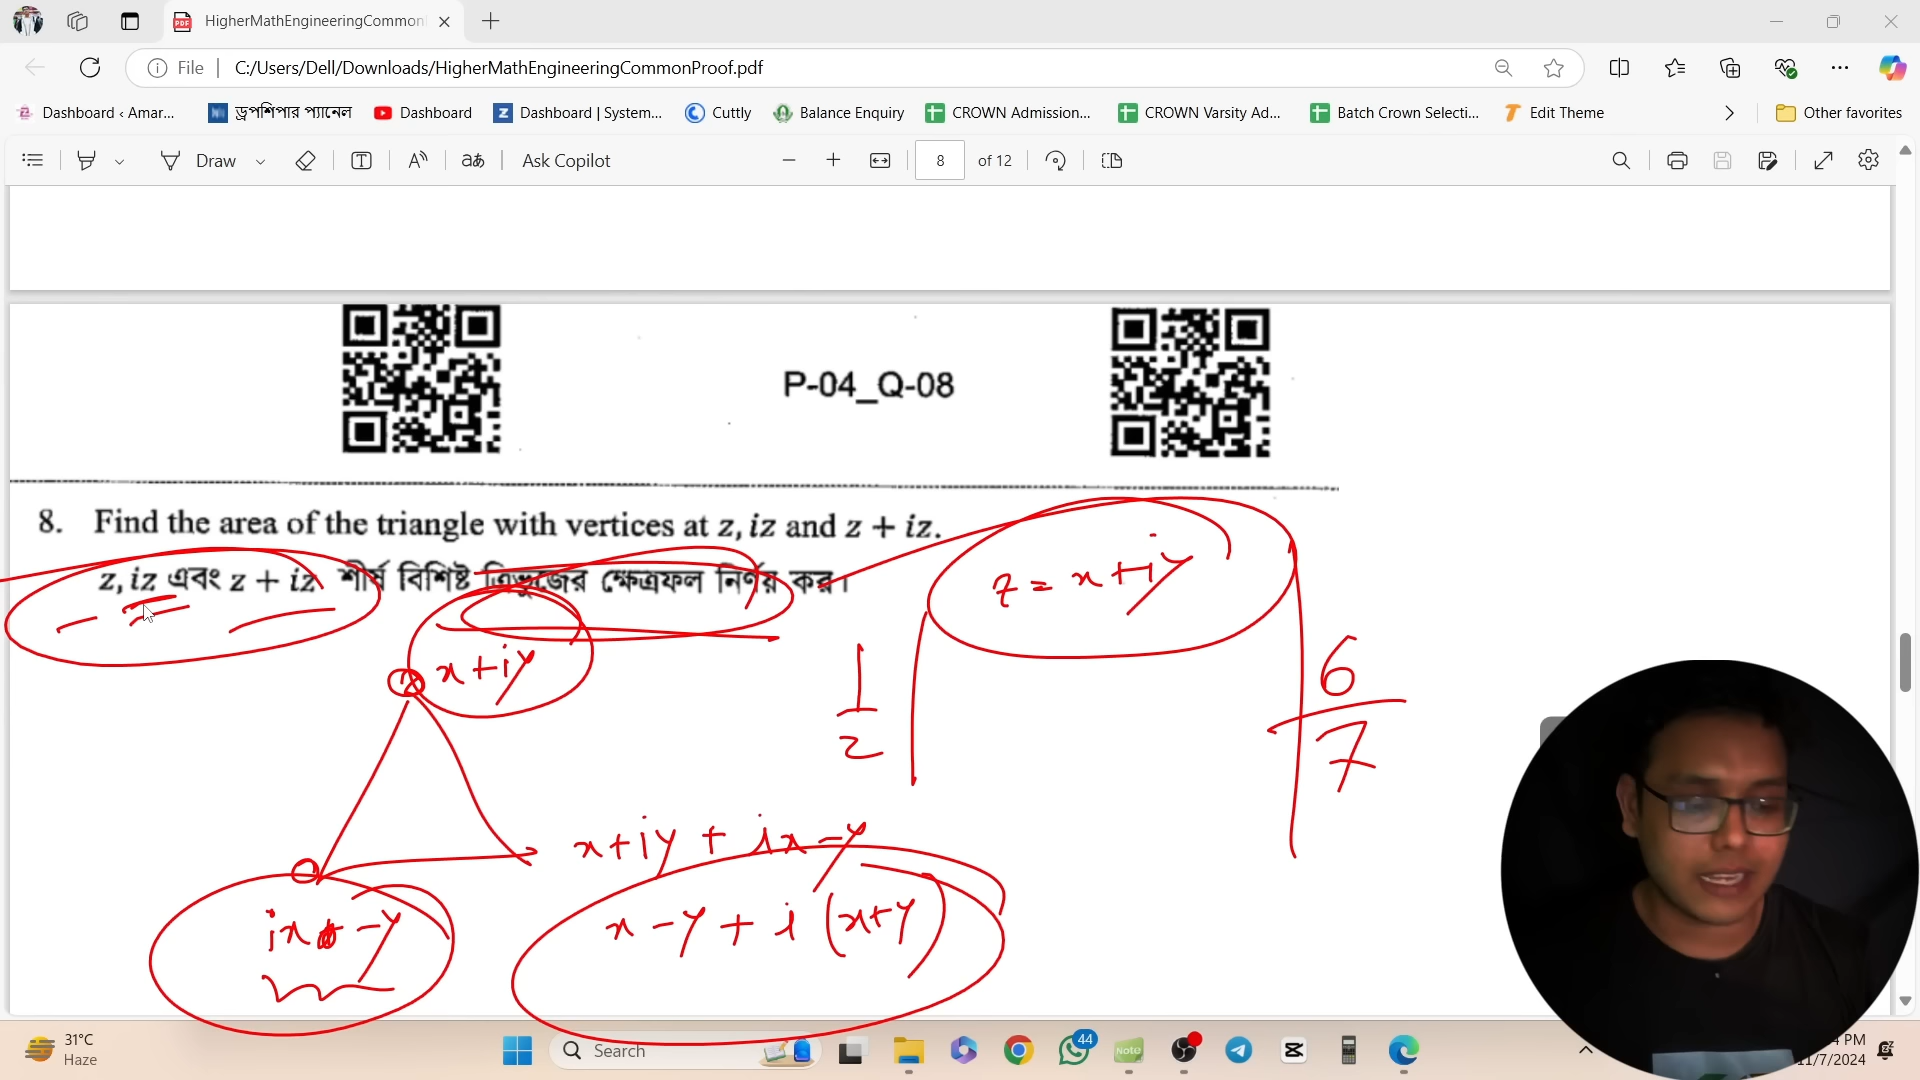 HigherMathEngineeringCommon
File
C:/Users/Dell/Downloads/HigherMathEngineeringCommonProof.pdf
Dashboard ‹ Amar...
ড্রপশিপার প্যানেল
Dashboard
Dashboard | System...
Cuttly
Balance Enquiry
CROWN Admission...
CROWN Varsity Ad...
Batch Crown Selecti...
Edit Theme
Other favorites
Draw
Ask Copilot
8 of 12
P-04_Q-08
8. Find the area of the triangle with vertices at z, iz and z + iz.
z, iz এবং z + iz শীর্ষ বিশিষ্ট ত্রিভুজের ক্ষেত্রফল নির্ণয় কর।
z = x + iy
x + iy
1
2
6
7
x + iy + ix - y
ix - y
x - y + i (x+y)
31°C
Haze
Search
44
PM
11/7/2024